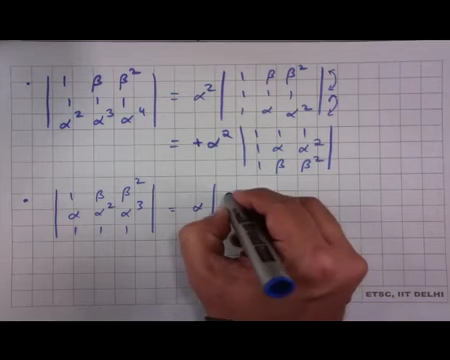 • | 1 β β² |
| 1 1 1 |
| α² α³ α⁴ | = α² | 1 β β² |
| 1 1 1 |
| 1 α α² |
= + α² | 1 1 1 |
| 1 α α² |
| 1 β β² |
• | 1 β β² |
| α α² α³ |
| 1 1 1 | = α |
ETSC, IIT DELHI